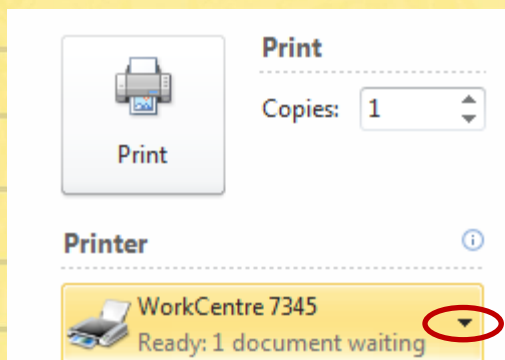 Print
Copies: 1
Print
Printer
WorkCentre 7345
Ready: 1 document waiting